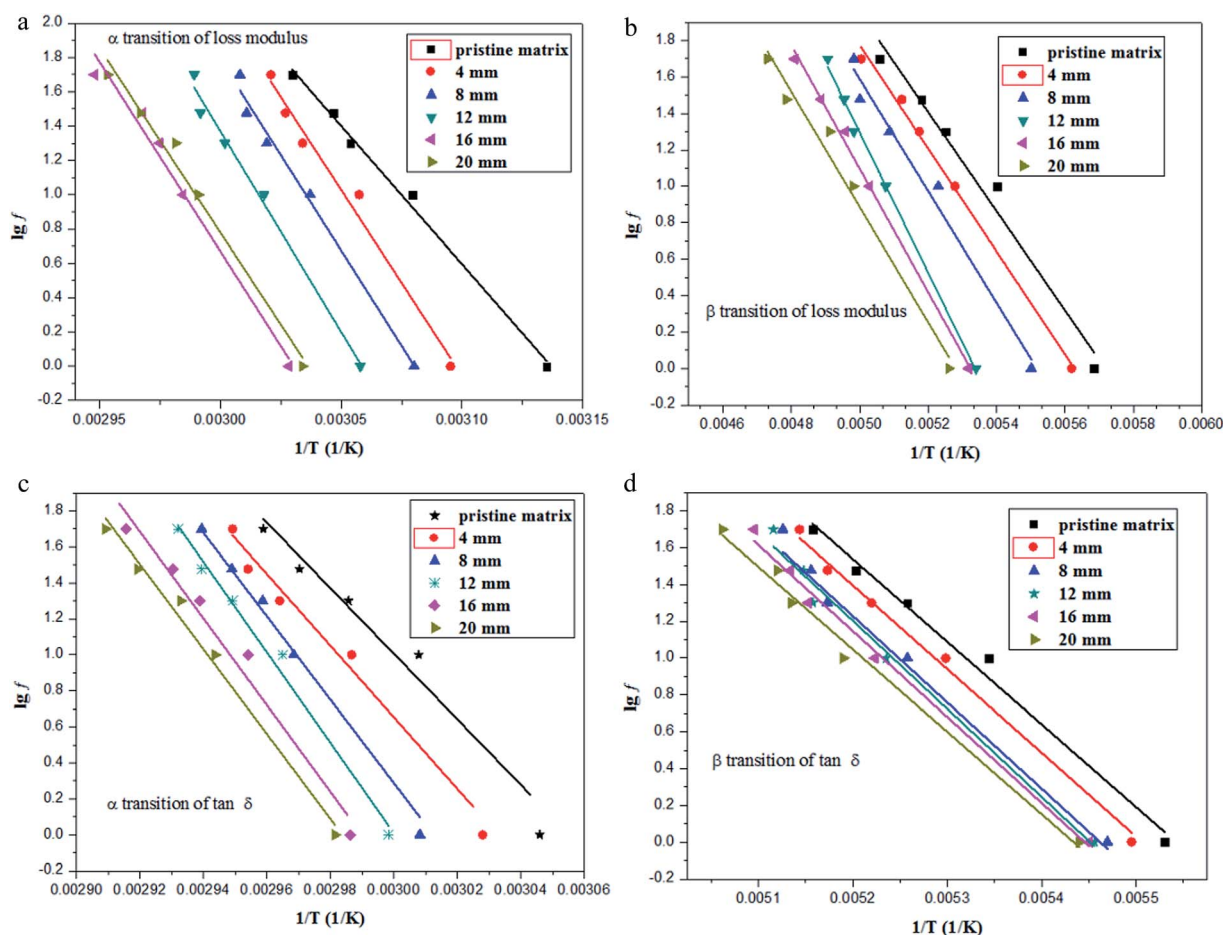 a
α transition of loss modulus
pristine matrix
4 mm
8 mm
12 mm
16 mm
20 mm
2.0
1.8
1.6
1.4
1.2
1.0
0.8
0.6
0.4
0.2
0.0
-0.2
lg f
0.00295 0.00300 0.00305 0.00310 0.00315
1/T (1/K)
b
β transition of loss modulus
pristine matrix
4 mm
8 mm
12 mm
16 mm
20 mm
1.8
1.6
1.4
1.2
1.0
0.8
0.6
0.4
0.2
0.0
-0.2
lg f
0.0046 0.0048 0.0050 0.0052 0.0054 0.0056 0.0058 0.0060
1/T (1/K)
c
α transition of tan δ
pristine matrix
4 mm
8 mm
12 mm
16 mm
20 mm
1.8
1.6
1.4
1.2
1.0
0.8
0.6
0.4
0.2
0.0
-0.2
lg f
0.00290 0.00292 0.00294 0.00296 0.00298 0.00300 0.00302 0.00304 0.00306
1/T (1/K)
d
β transition of tan δ
pristine matrix
4 mm
8 mm
12 mm
16 mm
20 mm
1.8
1.6
1.4
1.2
1.0
0.8
0.6
0.4
0.2
0.0
-0.2
lg f
0.0051 0.0052 0.0053 0.0054 0.0055
1/T (1/K)